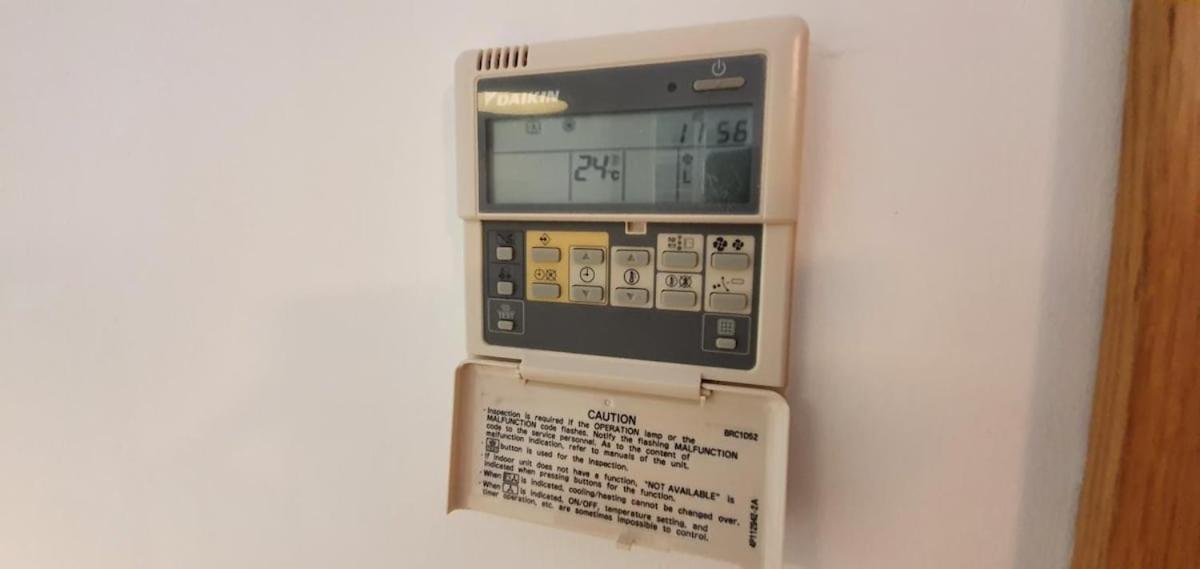 DAIKIN
17 56
24°C
L
TEST
CAUTION
BRC1D52
- Inspection is required if the OPERATION lamp or the
MALFUNCTION code flashes. Notify the flashing MALFUNCTION
code to the service personnel. As to the content of
malfunction indication, refer to manuals of the unit.
- button is used for the inspection.
- If indoor unit does not have a function, "NOT AVAILABLE" is
indicated when pressing buttons for the function.
- When is indicated, cooling/heating cannot be changed over.
- When is indicated, ON/OFF, temperature setting, and
timer operation, etc. are sometimes impossible to control.
4P112942-2A